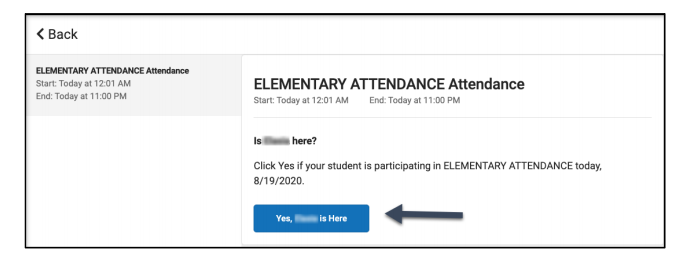 Back
ELEMENTARY ATTENDANCE Attendance
Start: Today at 12:01 AM
End: Today at 11:00 PM
ELEMENTARY ATTENDANCE Attendance
Start: Today at 12:01 AM End: Today at 11:00 PM
Is here?
Click Yes if your student is participating in ELEMENTARY ATTENDANCE today,
8/19/2020.
Yes, is Here